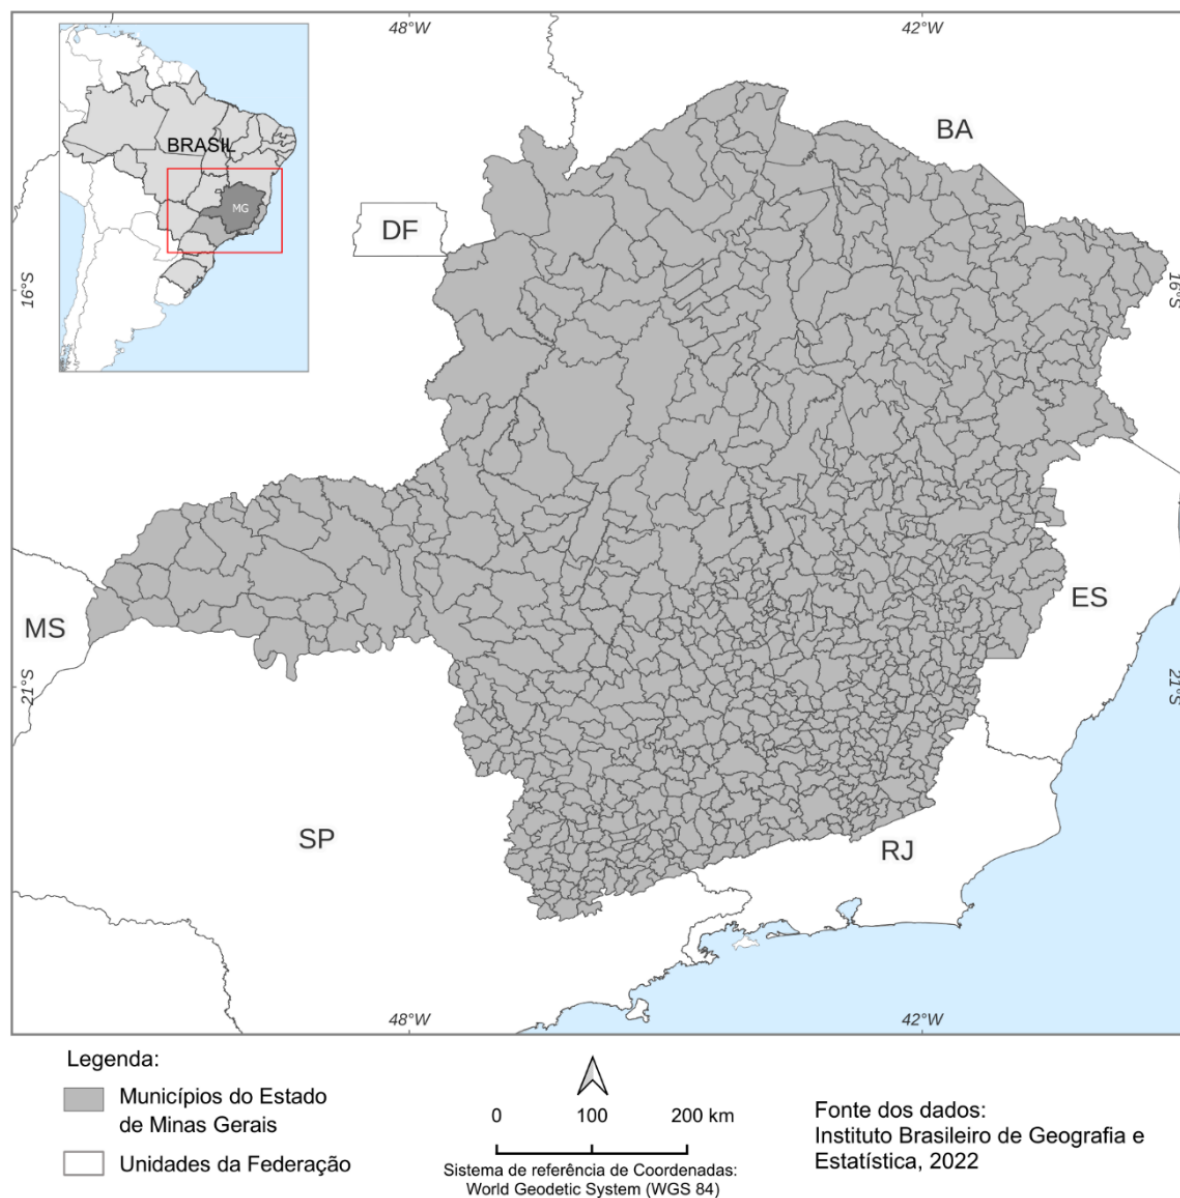 48°W
42°W
BRASIL
MG
BA
DF
16°S
16°S
MS
ES
21°S
21°S
SP
RJ
48°W
42°W
Legenda:
Municípios do Estado
de Minas Gerais
Unidades da Federação
0 100 200 km
Sistema de referência de Coordenadas:
World Geodetic System (WGS 84)
Fonte dos dados:
Instituto Brasileiro de Geografia e
Estatística, 2022